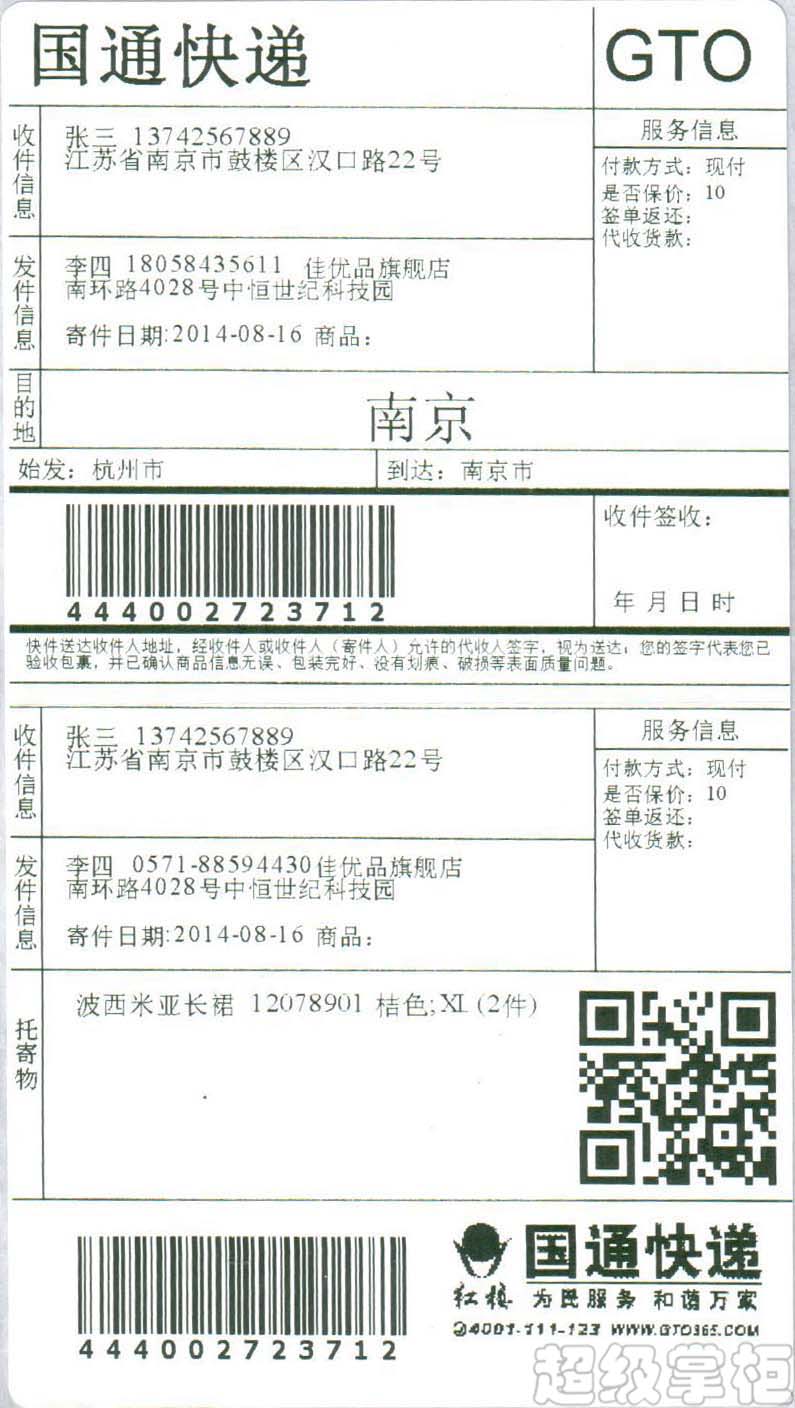 国通快递
GTO
收件信息
张三 13742567889
江苏省南京市鼓楼区汉口路22号
服务信息
付款方式：现付
是否保价：10
签单返还：
代收货款：
发件信息
李四 18058435611 佳优品旗舰店
南环路4028号中恒世纪科技园
寄件日期:2014-08-16 商品：
目的地
南京
始发：杭州市
到达：南京市
444002723712
收件签收：
年 月 日 时
快件送达收件人地址，经收件人或收件人（寄件人）允许的代收人签字，视为送达；您的签字代表您已
验收包裹，并已确认商品信息无误、包装完好、没有划痕、破损等表面质量问题。
收件信息
张三 13742567889
江苏省南京市鼓楼区汉口路22号
服务信息
付款方式：现付
是否保价：10
签单返还：
代收货款：
发件信息
李四 0571-88594430佳优品旗舰店
南环路4028号中恒世纪科技园
寄件日期:2014-08-16 商品：
托寄物
波西米亚长裙 12078901 桔色;XL (2件)
444002723712
国通快递
红楼 为民服务 和谐万家
4001-111-123 WWW.GTO365.COM
超级掌柜